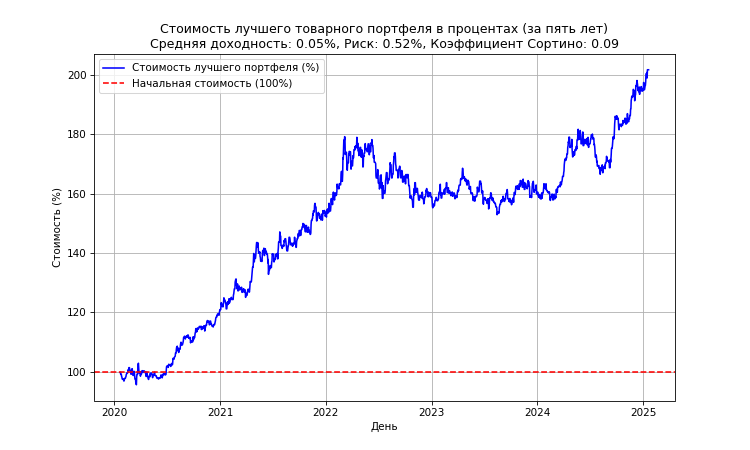 Стоимость лучшего товарного портфеля в процентах (за пять лет)
Средняя доходность: 0.05%, Риск: 0.52%, Коэффициент Сортино: 0.09
Стоимость лучшего портфеля (%)
Начальная стоимость (100%)
Стоимость (%)
200
180
160
140
120
100
2020 2021 2022 2023 2024 2025
День